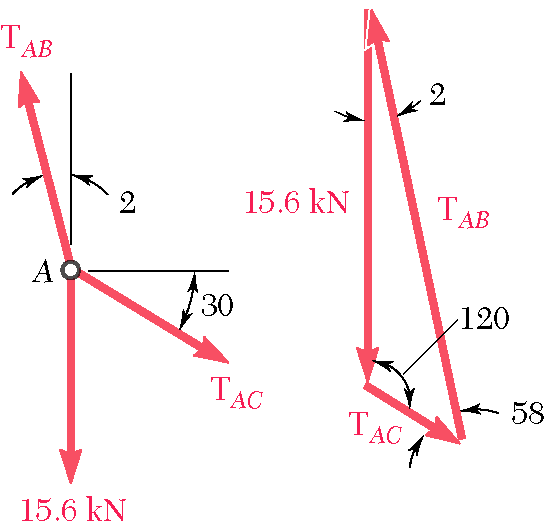 T_AB
2
A
30
T_AC
15.6 kN
2
15.6 kN
T_AB
120
T_AC
58